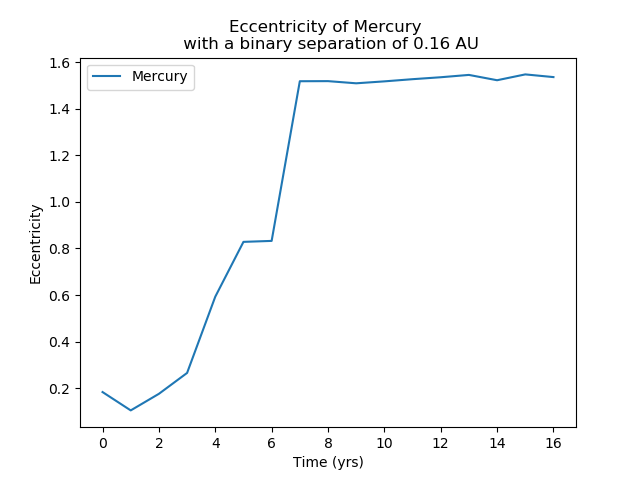 Eccentricity of Mercury
with a binary separation of 0.16 AU
Mercury
1.6
1.4
1.2
1.0
0.8
0.6
0.4
0.2
Eccentricity
0 2 4 6 8 10 12 14 16
Time (yrs)